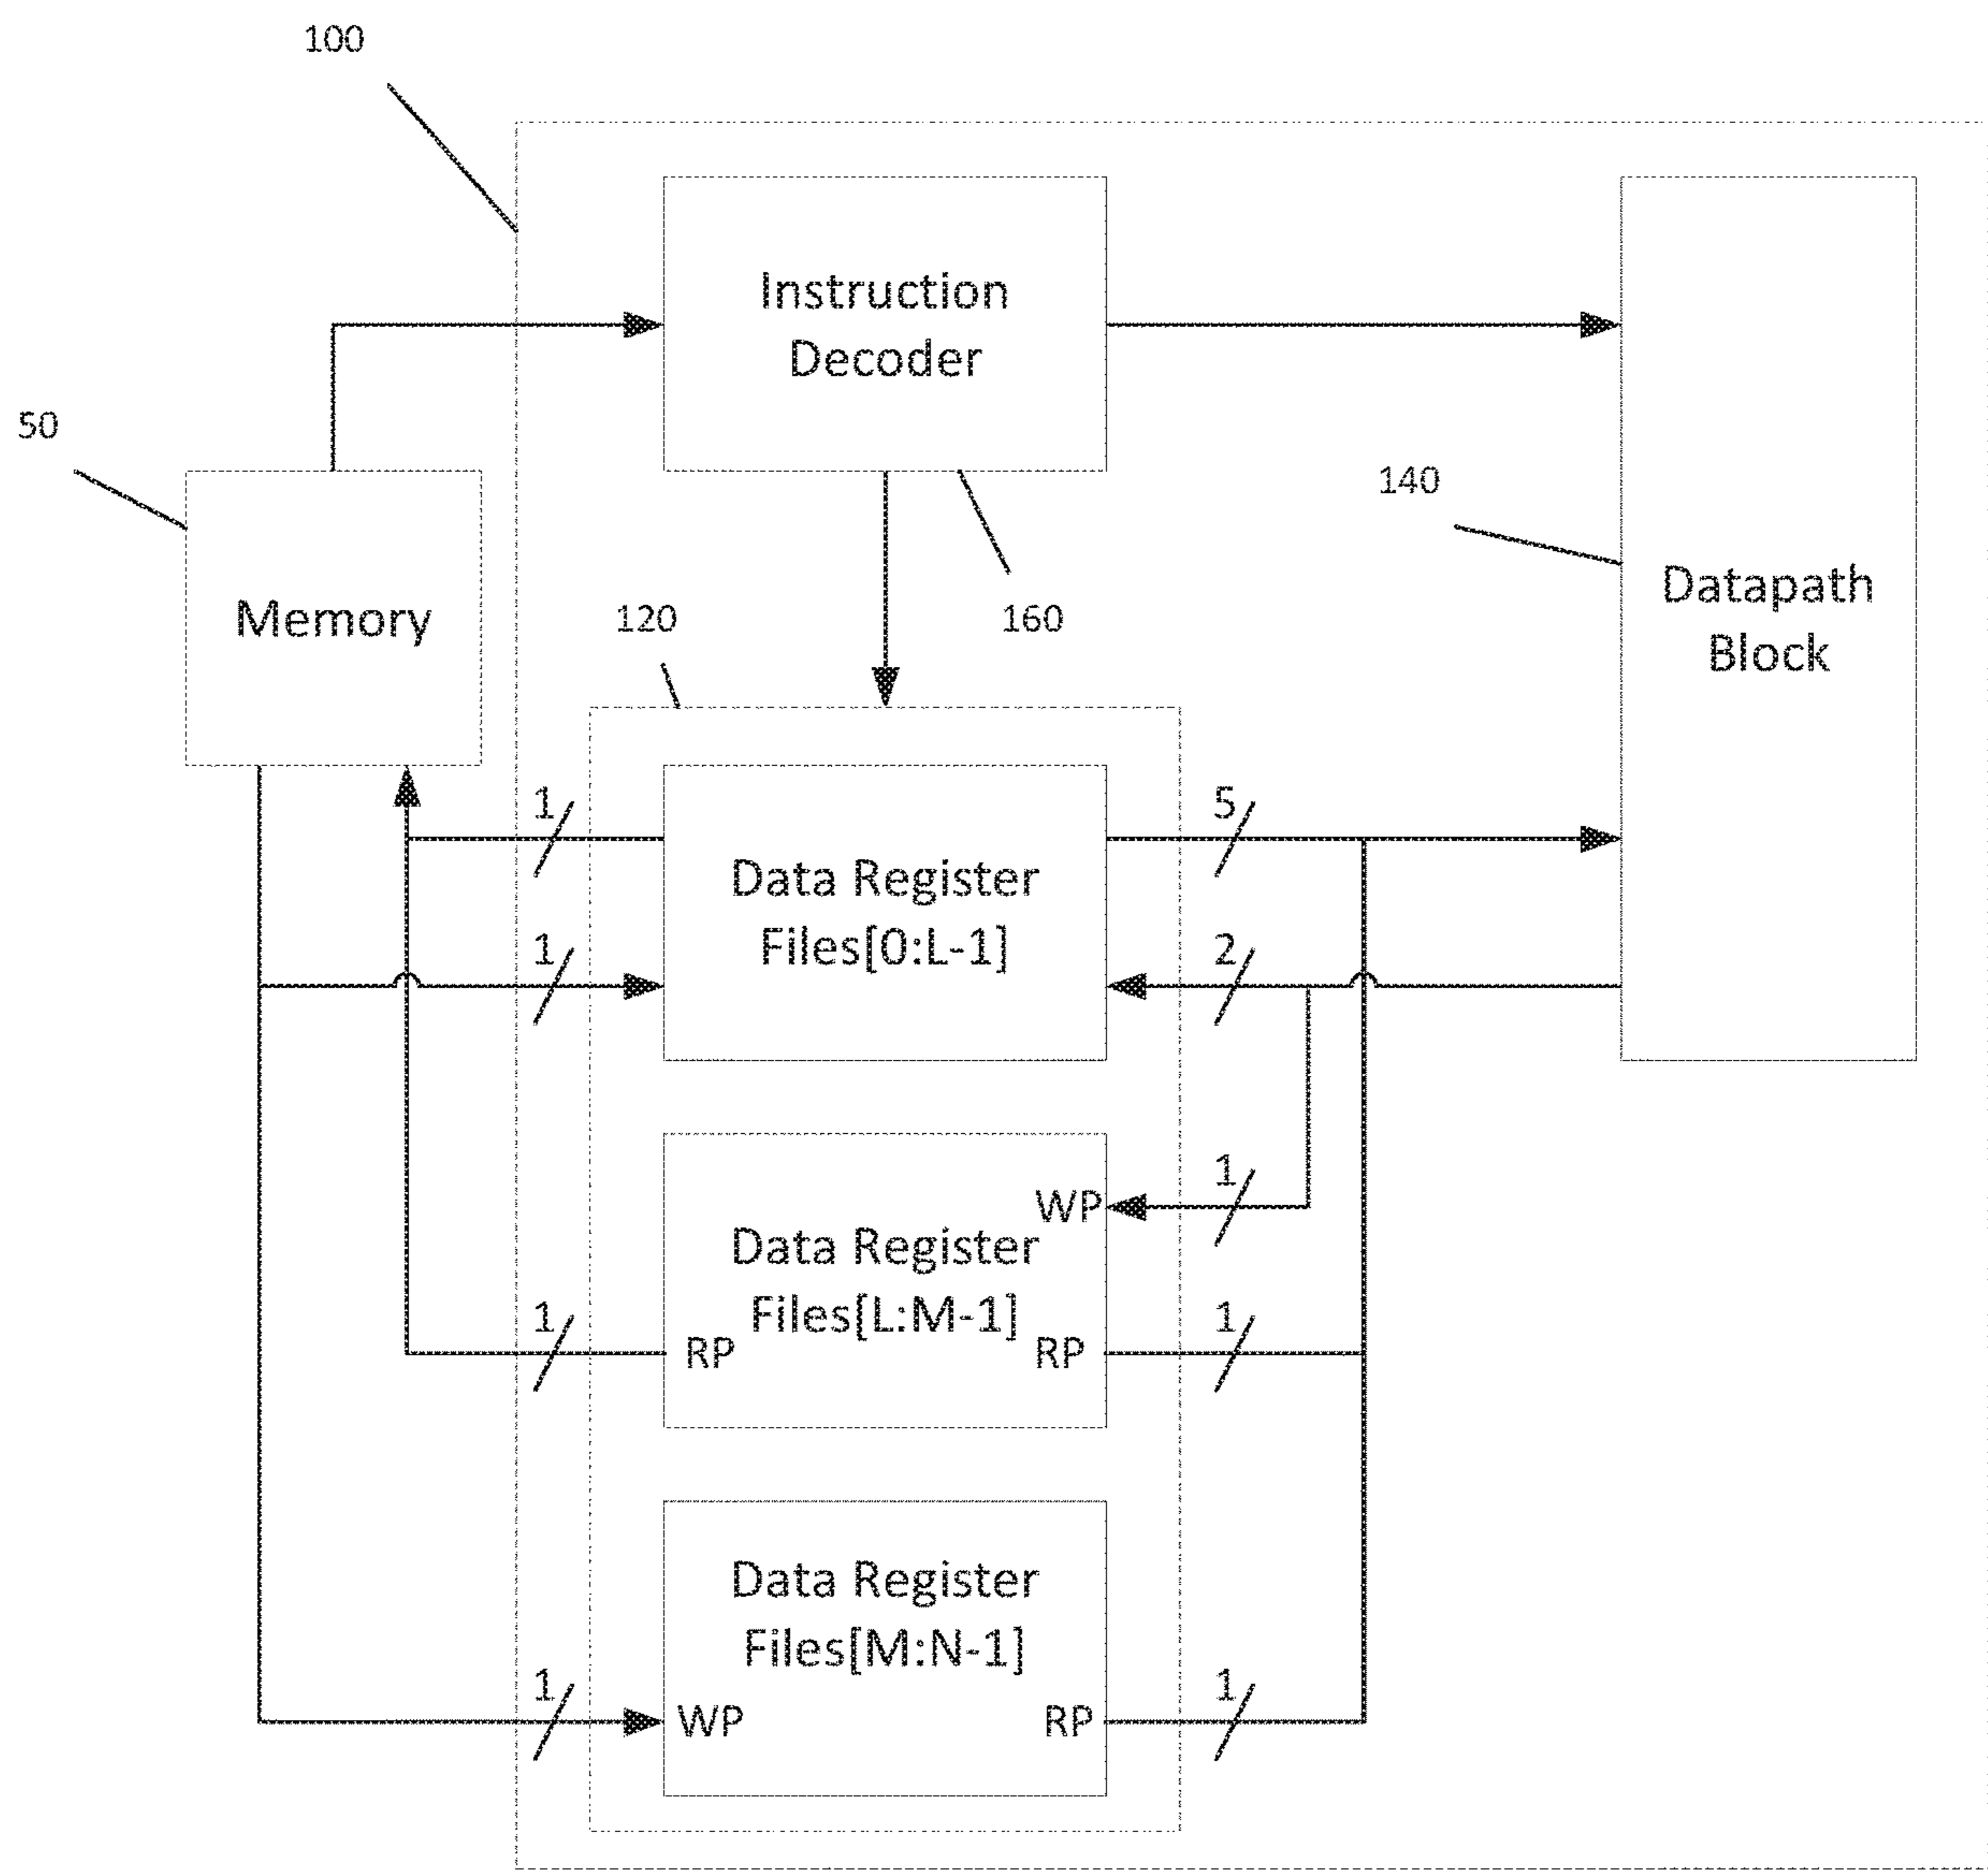 100
Instruction
Decoder
50
140
Memory
Datapath
Block
120
160
1
5
Data Register
Files[0:L-1]
1
2
1
WP
Data Register
Files[L:M-1]
1
1
RP
RP
Data Register
Files[M:N-1]
1
1
WP
RP